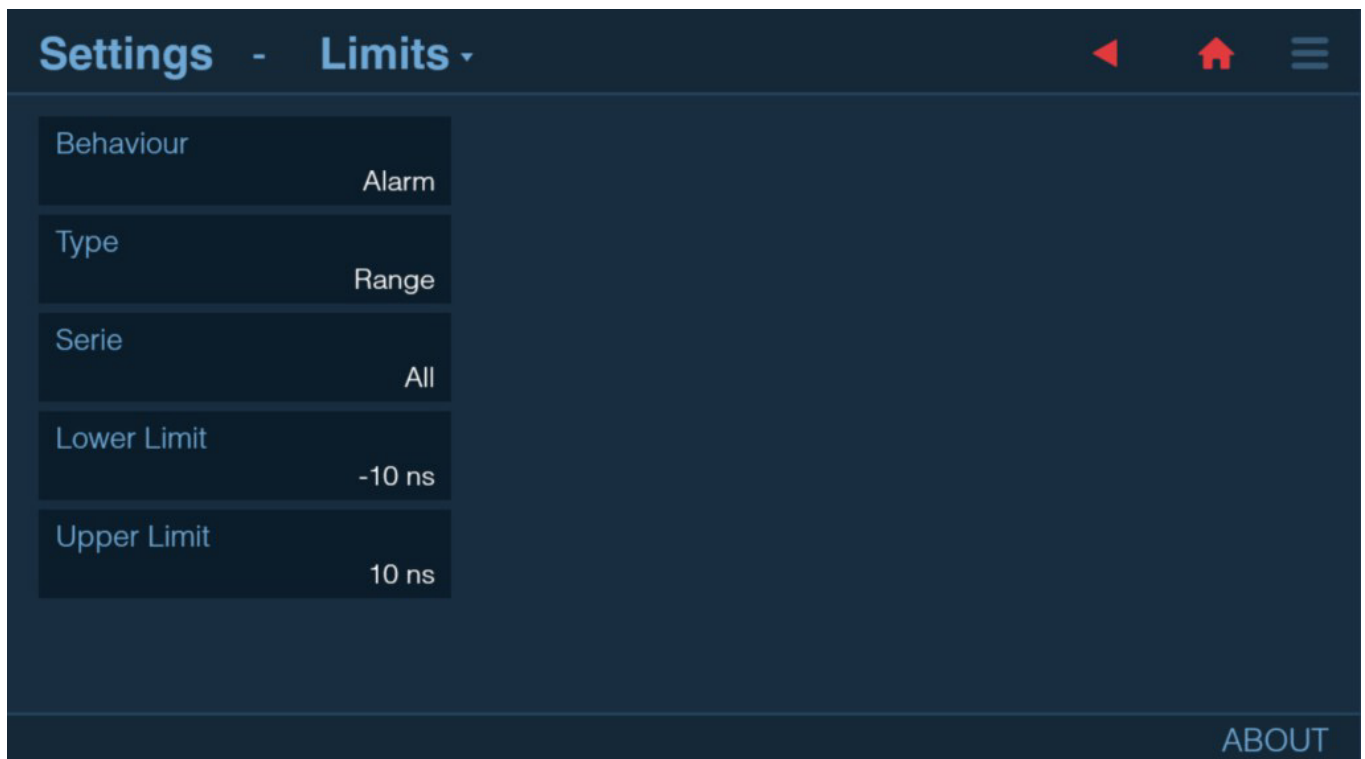 Settings - Limits
Behaviour
Alarm
Type
Range
Serie
All
Lower Limit
-10 ns
Upper Limit
10 ns
ABOUT